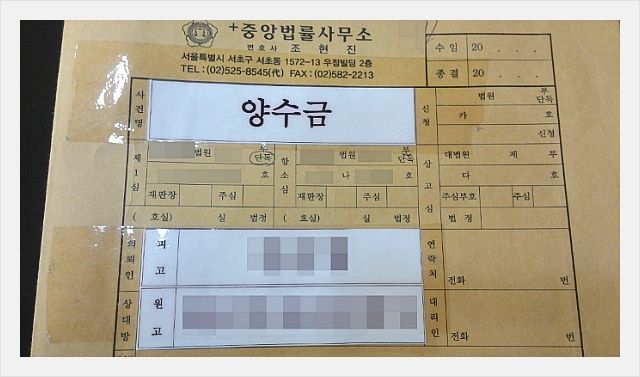 +중앙법률사무소
변호사 조현진
서울특별시 서초구 서초동 1572-13 우정빌딩 2층
TEL : (02)525-8545(代) FAX : (02)582-2213
수임 20 . . .
종결 20 . . .
사건명 양수금 신청 법원 부 단독
카 호
신청
제1심 법원 부 단독 항소심 법원 부 단독 상고심 대법원 제 부
호 나 호 다 호
재판장 주심 재판장 주심 주심부호 주심
( 호실) 실 법정 ( 호실) 실 법정 법정
의뢰인 피고 연락처
전화 번
상대방 원고 대리인
전화 번